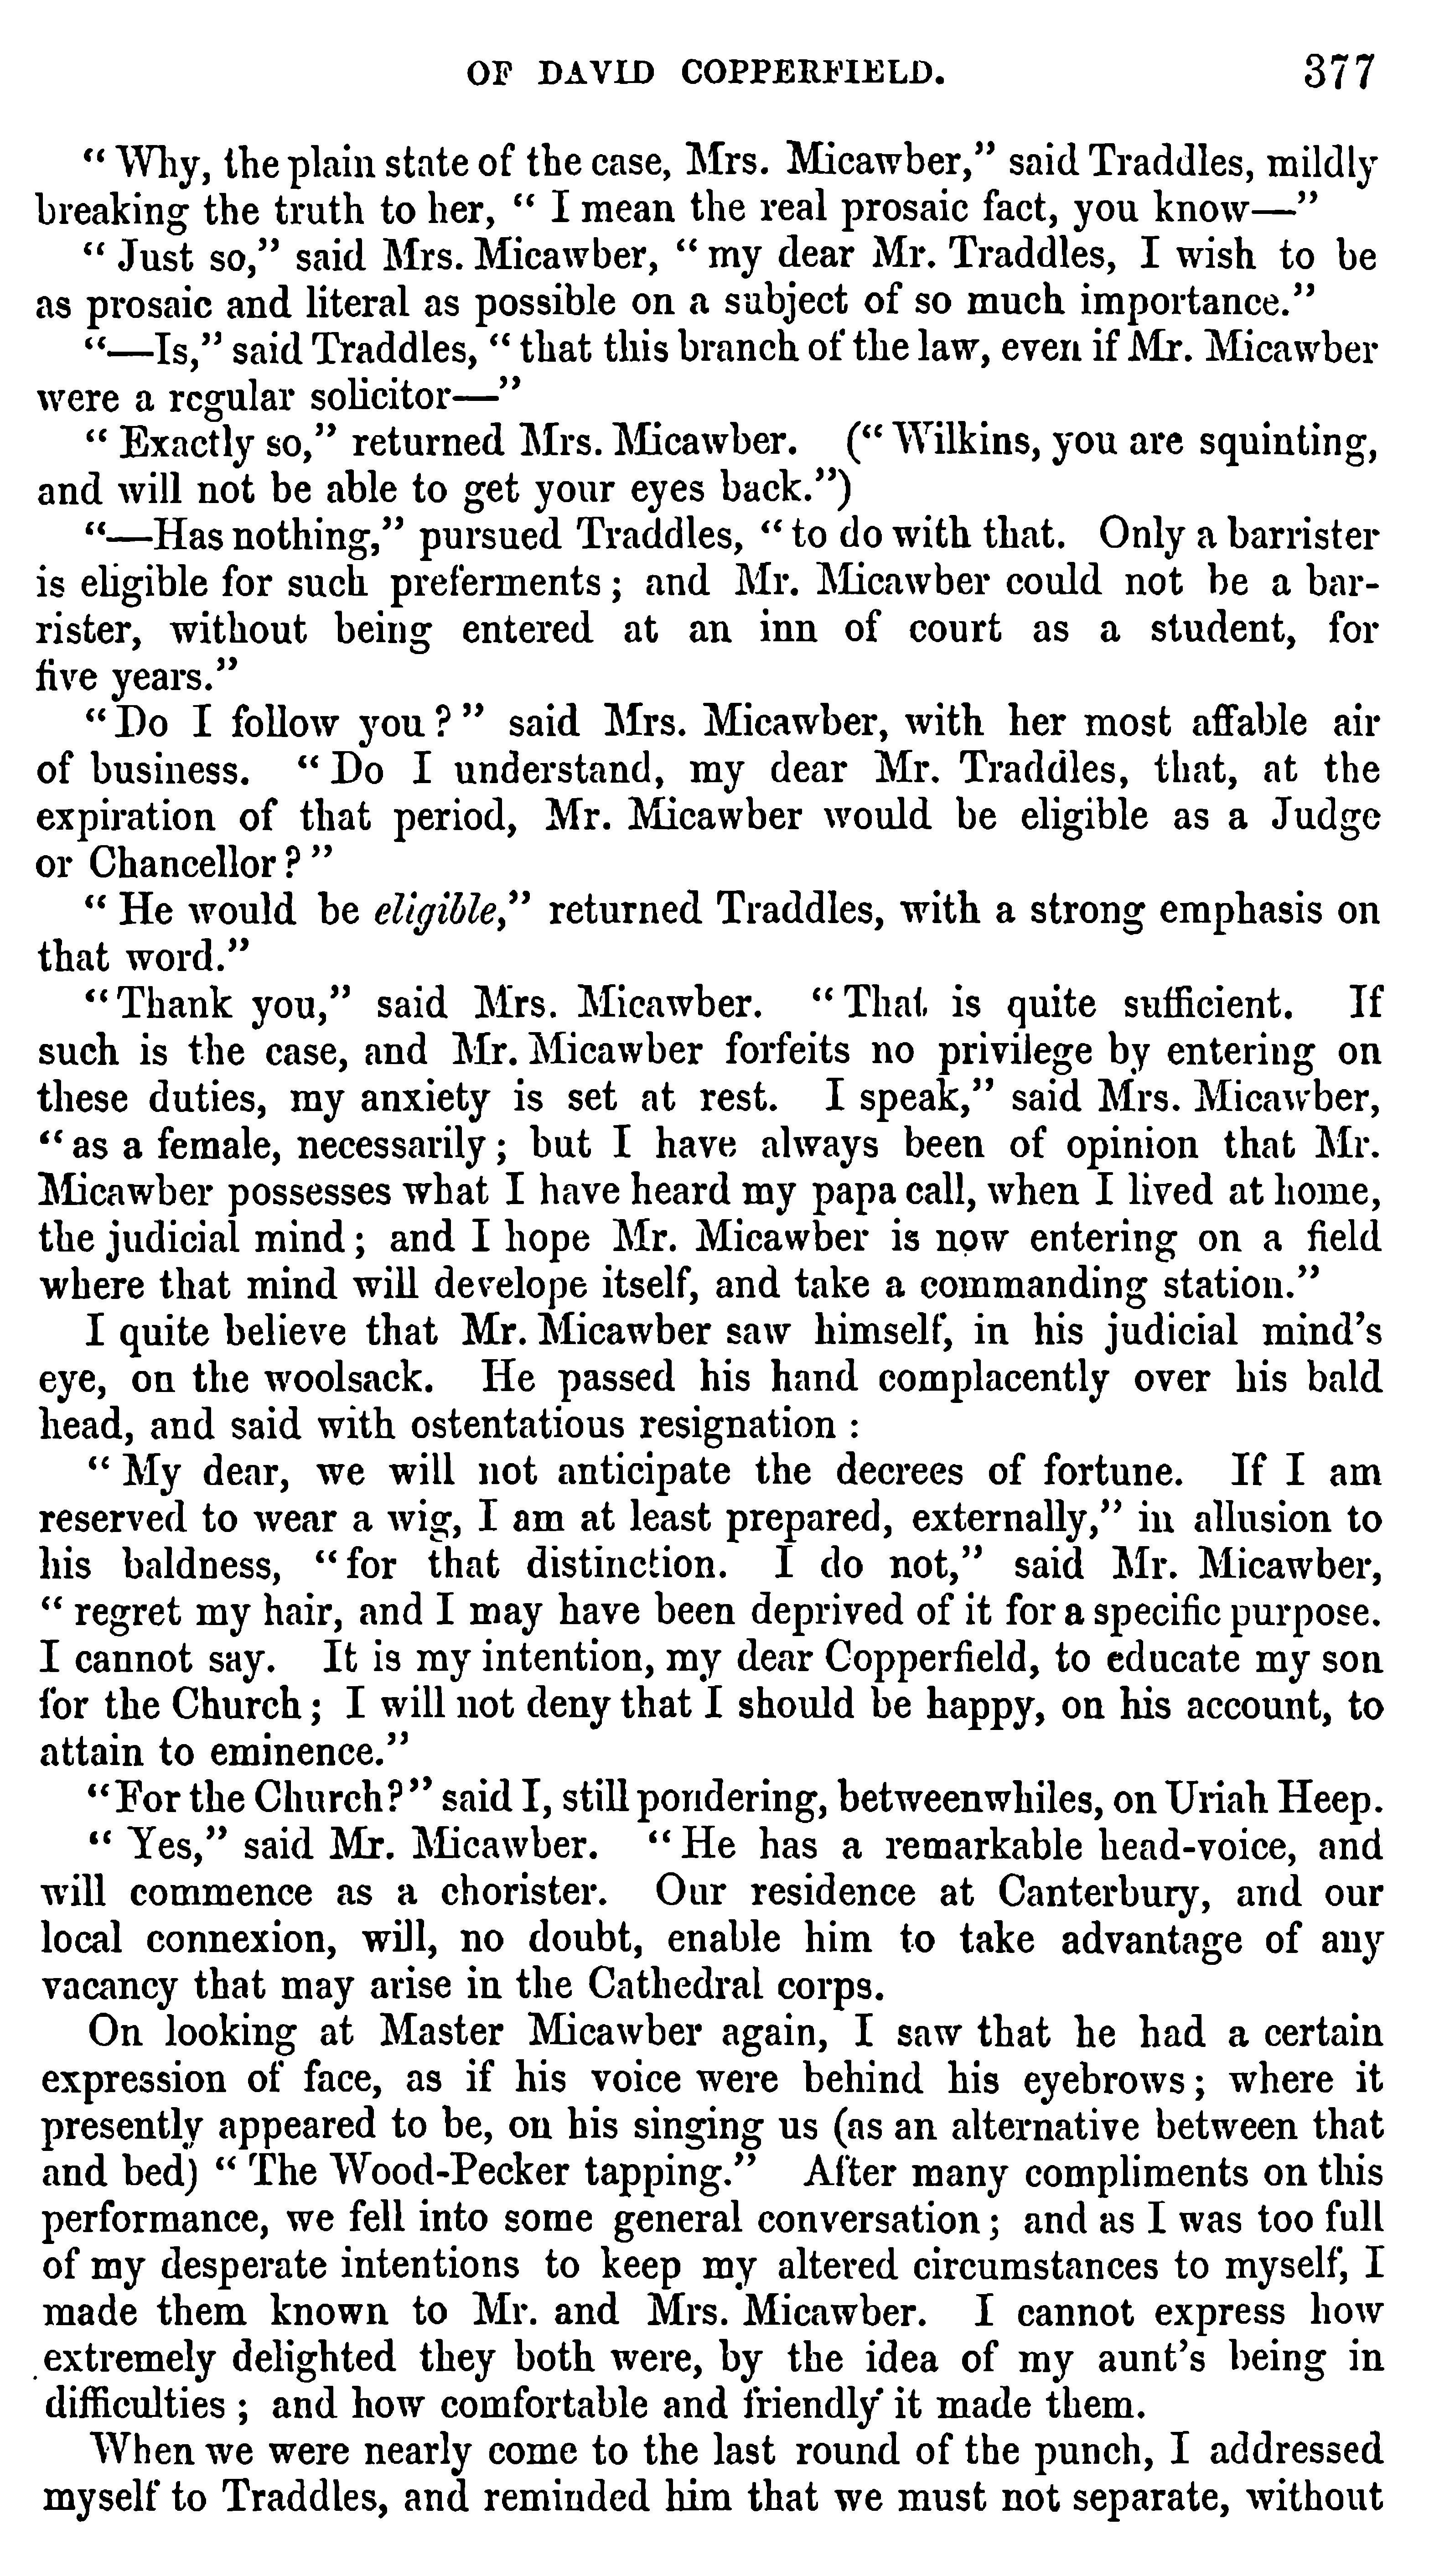 OF DAVID COPPERFIELD. 377
“Why, the plain state of the case, Mrs. Micawber,” said Traddles, mildly
breaking the truth to her, “I mean the real prosaic fact, you know—”
“Just so,” said Mrs. Micawber, “my dear Mr. Traddles, I wish to be
as prosaic and literal as possible on a subject of so much importance.”
“—Is,” said Traddles, “that this branch of the law, even if Mr. Micawber
were a regular solicitor—”
“Exactly so,” returned Mrs. Micawber. (“Wilkins, you are squinting,
and will not be able to get your eyes back.”)
“—Has nothing,” pursued Traddles, “to do with that. Only a barrister
is eligible for such preferments; and Mr. Micawber could not be a bar-
rister, without being entered at an inn of court as a student, for
five years.”
“Do I follow you?” said Mrs. Micawber, with her most affable air
of business. “Do I understand, my dear Mr. Traddles, that, at the
expiration of that period, Mr. Micawber would be eligible as a Judge
or Chancellor?”
“He would be eligible,” returned Traddles, with a strong emphasis on
that word.”
“Thank you,” said Mrs. Micawber. “That is quite sufficient. If
such is the case, and Mr. Micawber forfeits no privilege by entering on
these duties, my anxiety is set at rest. I speak,” said Mrs. Micawber,
“as a female, necessarily; but I have always been of opinion that Mr.
Micawber possesses what I have heard my papa call, when I lived at home,
the judicial mind; and I hope Mr. Micawber is now entering on a field
where that mind will develope itself, and take a commanding station.”
I quite believe that Mr. Micawber saw himself, in his judicial mind’s
eye, on the woolsack. He passed his hand complacently over his bald
head, and said with ostentatious resignation:
“My dear, we will not anticipate the decrees of fortune. If I am
reserved to wear a wig, I am at least prepared, externally,” in allusion to
his baldness, “for that distinction. I do not,” said Mr. Micawber,
“regret my hair, and I may have been deprived of it for a specific purpose.
I cannot say. It is my intention, my dear Copperfield, to educate my son
for the Church; I will not deny that I should be happy, on his account, to
attain to eminence.”
“For the Church?” said I, still pondering, betweenwhiles, on Uriah Heep.
“Yes,” said Mr. Micawber. “He has a remarkable head-voice, and
will commence as a chorister. Our residence at Canterbury, and our
local connexion, will, no doubt, enable him to take advantage of any
vacancy that may arise in the Cathedral corps.
On looking at Master Micawber again, I saw that he had a certain
expression of face, as if his voice were behind his eyebrows; where it
presently appeared to be, on his singing us (as an alternative between that
and bed) “The Wood-Pecker tapping.” After many compliments on this
performance, we fell into some general conversation; and as I was too full
of my desperate intentions to keep my altered circumstances to myself, I
made them known to Mr. and Mrs. Micawber. I cannot express how
extremely delighted they both were, by the idea of my aunt’s being in
difficulties; and how comfortable and friendly it made them.
When we were nearly come to the last round of the punch, I addressed
myself to Traddles, and reminded him that we must not separate, without